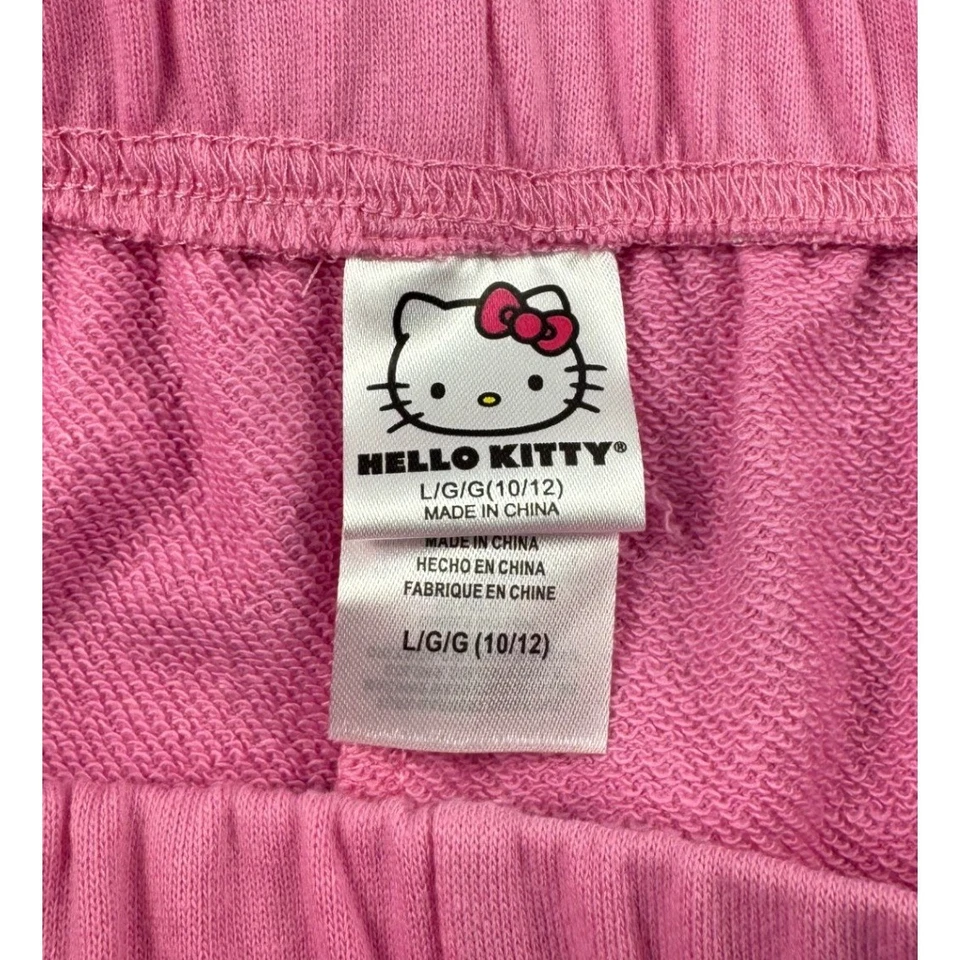 HELLO KITTY®
L/G/G(10/12)
MADE IN CHINA
MADE IN CHINA
HECHO EN CHINA
FABRIQUE EN CHINE
L/G/G (10/12)